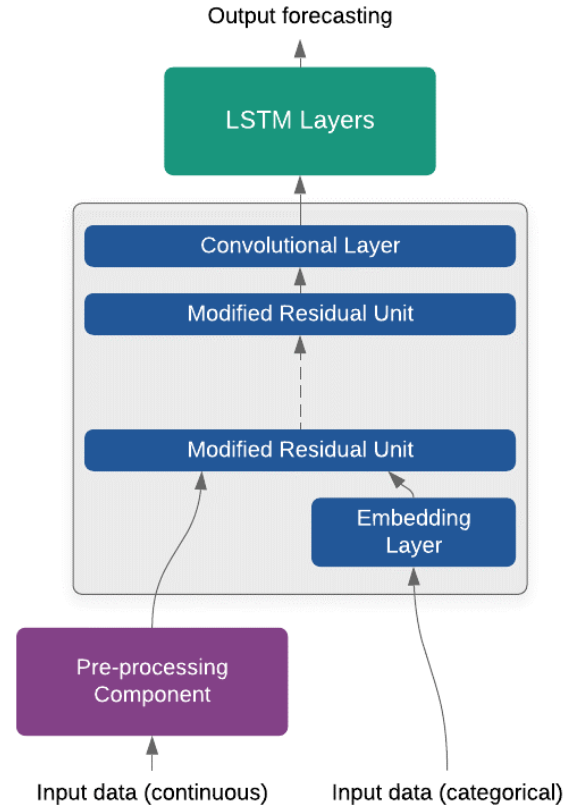 Output forecasting
LSTM Layers
Convolutional Layer
Modified Residual Unit
Modified Residual Unit
Embedding
Layer
Pre-processing
Component
Input data (continuous)
Input data (categorical)